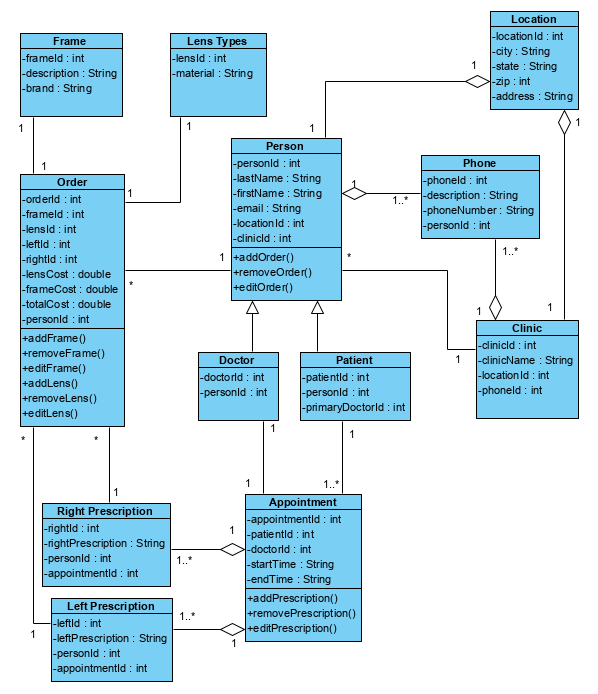 Frame
-frameId : int
-description : String
-brand : String
1
1
Lens Types
-lensId : int
-material : String
1
1
Location
-locationId : int
-city : String
-state : String
-zip : int
-address : String
1
1
1
1
Person
-personId : int
-lastName : String
-firstName : String
-email : String
-locationId : int
-clinicId : int
+addOrder()
+removeOrder()
+editOrder()
1
1..*
Phone
-phoneId : int
-description : String
-phoneNumber : String
-personId : int
1..*
1
Order
-orderId : int
-frameId : int
-lensId : int
-leftId : int
-rightId : int
-lensCost : double
-frameCost : double
-totalCost : double
-personId : int
+addFrame()
+removeFrame()
+editFrame()
+addLens()
+removeLens()
+editLens()
*
1
*
1
Clinic
-clinicId : int
-clinicName : String
-locationId : int
-phoneId : int
Doctor
-doctorId : int
-personId : int
1
1
Patient
-patientId : int
-personId : int
-primaryDoctorId : int
1
1..*
*
*
1
1
Right Prescription
-rightId : int
-rightPrescription : String
-personId : int
-appointmentId : int
1..*
1
Appointment
-appointmentId : int
-patientId : int
-doctorId : int
-startTime : String
-endTime : String
+addPrescription()
+removePrescription()
+editPrescription()
Left Prescription
-leftId : int
-leftPrescription : String
-personId : int
-appointmentId : int
1..*
1